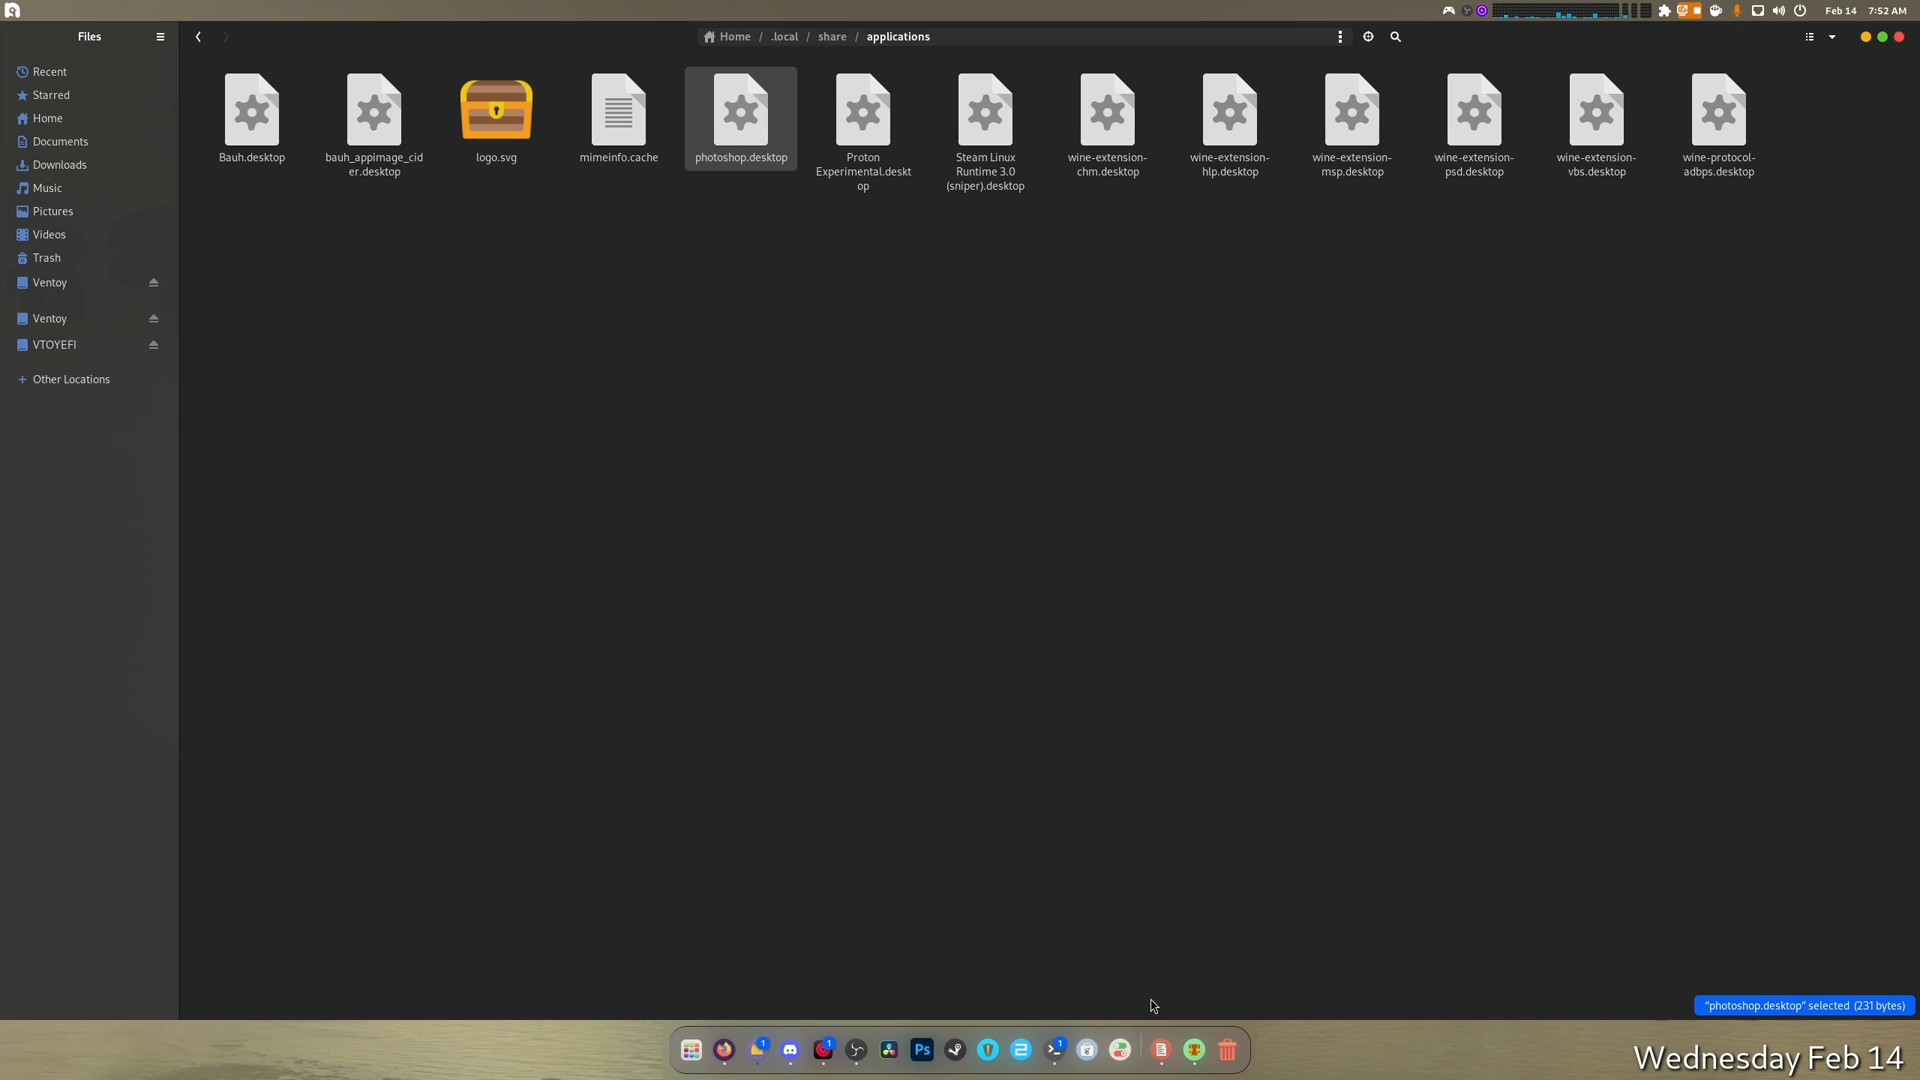 Feb 14 7:52 AM
Files
Home / .local / share / applications
Recent
Starred
Home
Documents
Downloads
Music
Pictures
Videos
Trash
Ventoy
Ventoy
VTOYEFI
Other Locations
Bauh.desktop
bauh_appimage_cid
er.desktop
logo.svg
mimeinfo.cache
photoshop.desktop
Proton
Experimental.deskt
op
Steam Linux
Runtime 3.0
(sniper).desktop
wine-extension-
chm.desktop
wine-extension-
hlp.desktop
wine-extension-
msp.desktop
wine-extension-
psd.desktop
wine-extension-
vbs.desktop
wine-protocol-
adbps.desktop
"photoshop.desktop" selected (231 bytes)
1
1
Ps
1
Wednesday Feb 14